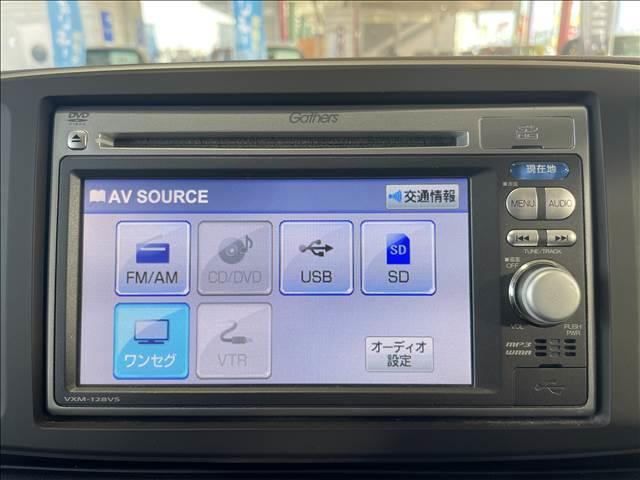 DVD
Gathers
現在地
AV SOURCE
交通情報
MENU
AUDIO
FM/AM
CD/DVD
USB
SD
SD
TUNE/TRACK
■画面
OFF
ワンセグ
VTR
オーディオ
設定
VOL
PUSH
PWR
MP3
WMA
VXM-128VS